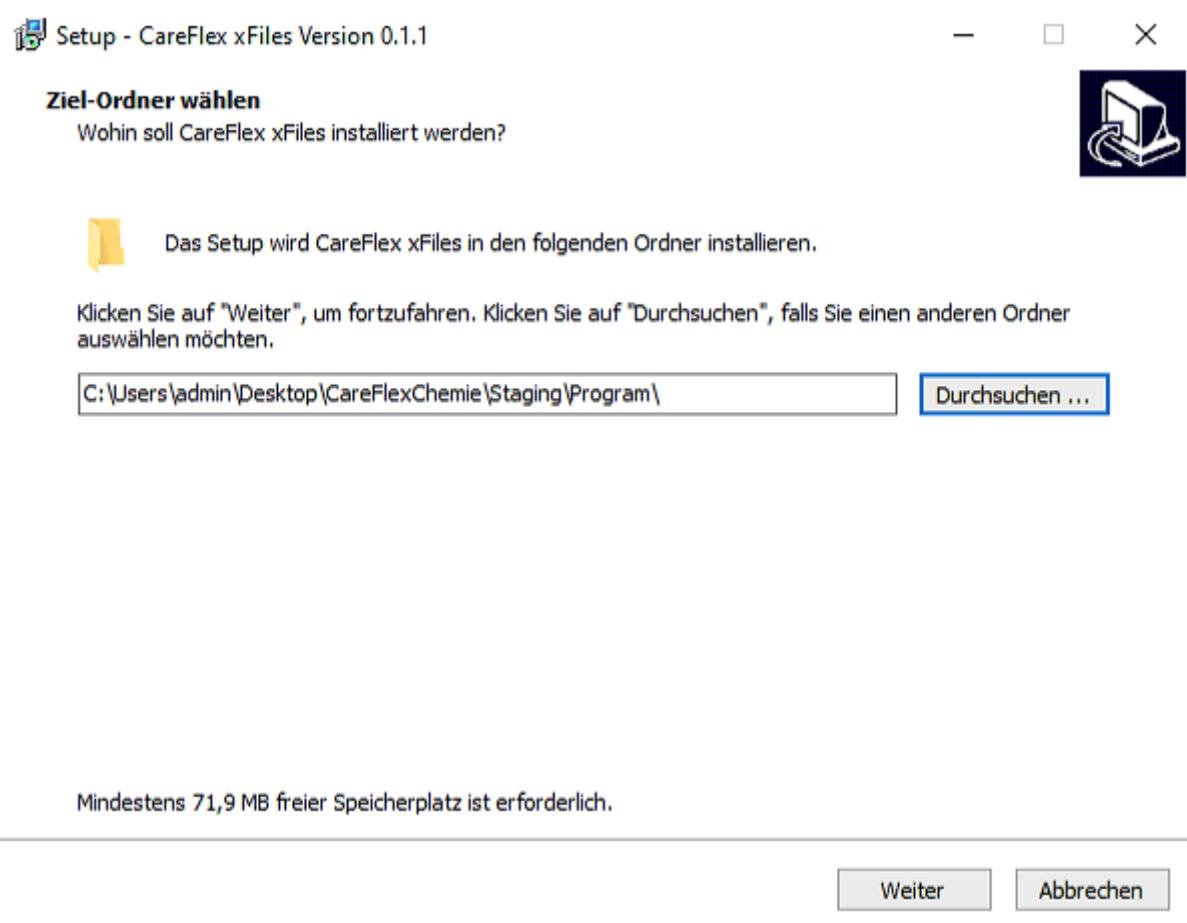 Setup - CareFlex xFiles Version 0.1.1
Ziel-Ordner wählen
Wohin soll CareFlex xFiles installiert werden?
Das Setup wird CareFlex xFiles in den folgenden Ordner installieren.
Klicken Sie auf "Weiter", um fortzufahren. Klicken Sie auf "Durchsuchen", falls Sie einen anderen Ordner
auswählen möchten.
C:\Users\admin\Desktop\CareFlexChemie\Staging\Program\
Durchsuchen ...
Mindestens 71,9 MB freier Speicherplatz ist erforderlich.
Weiter
Abbrechen